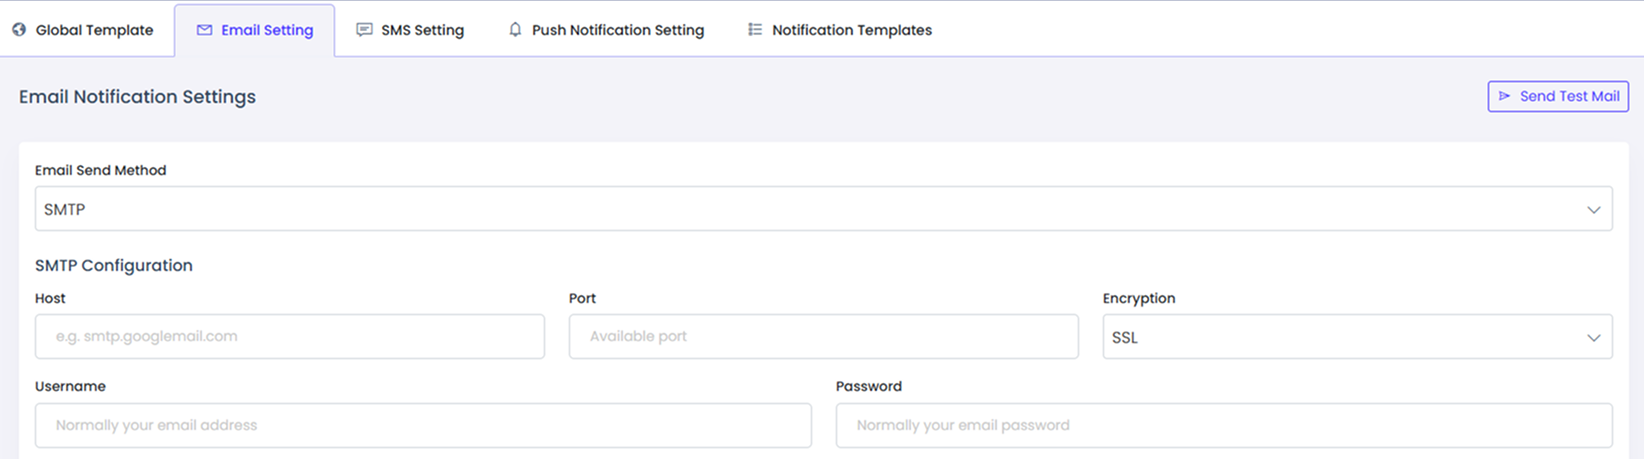 Global Template Email Setting SMS Setting Push Notification Setting Notification Templates
Email Notification Settings Send Test Mail
Email Send Method
SMTP
SMTP Configuration
Host Port Encryption
e.g. smtp.googlemail.com Available port SSL
Username Password
Normally your email address Normally your email password